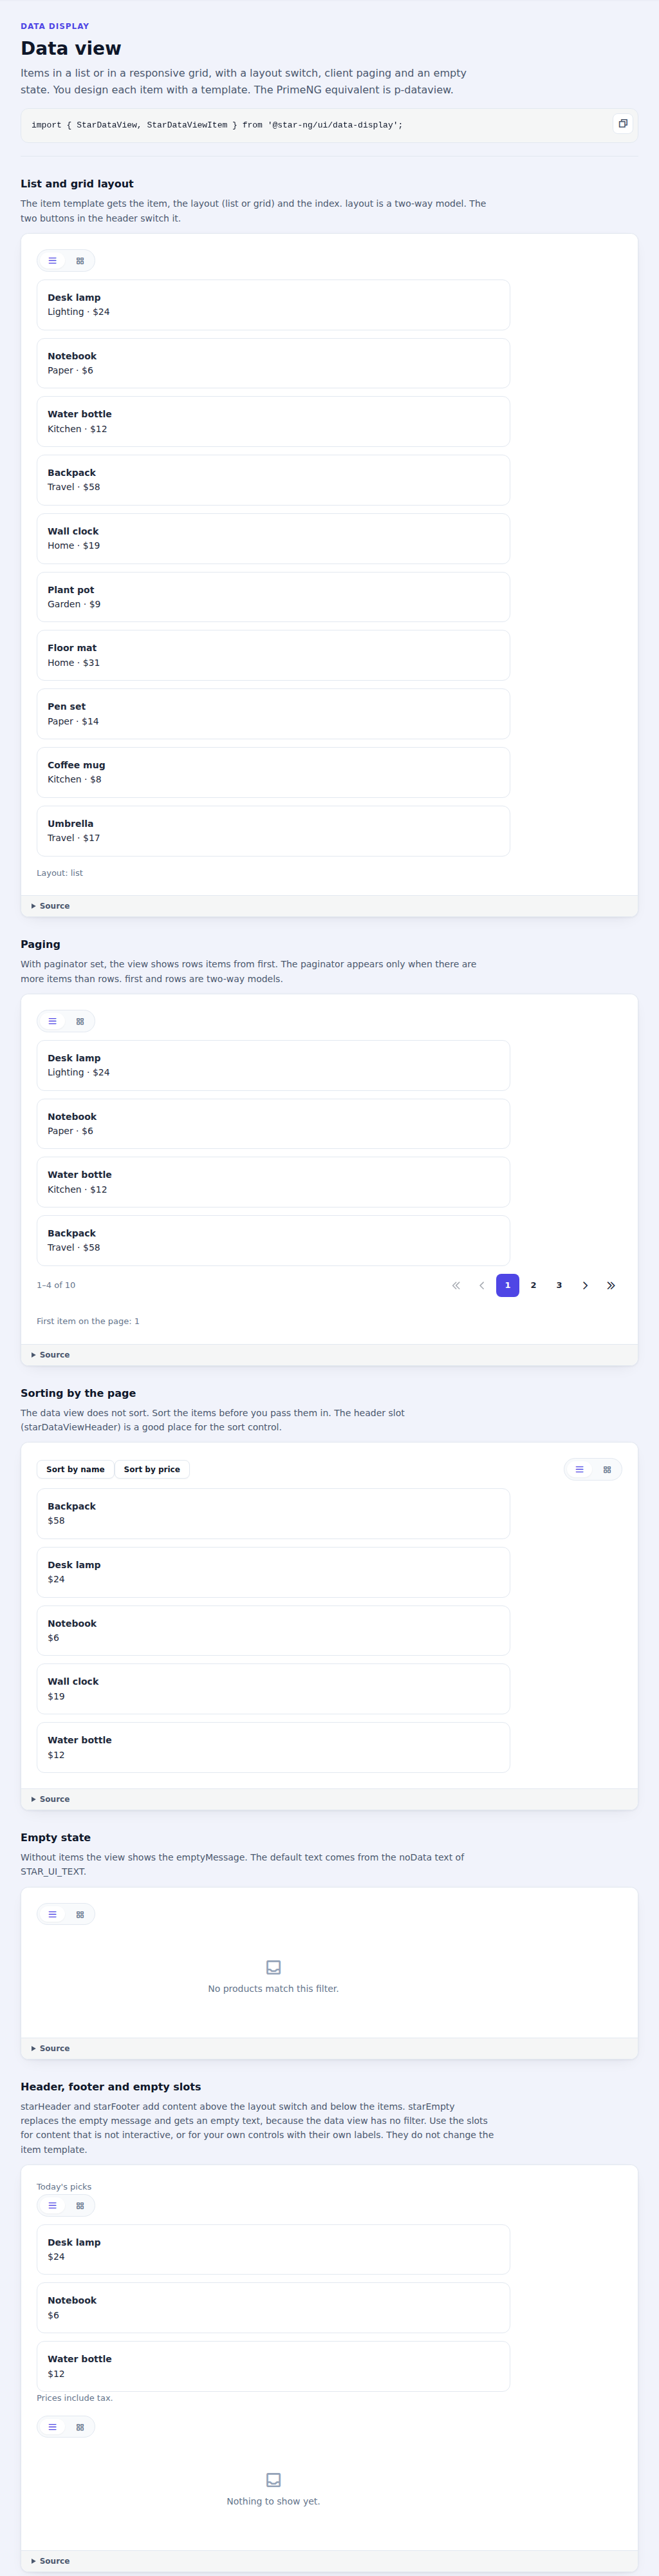 DATA DISPLAY
Data view
Items in a list or in a responsive grid, with a layout switch, client paging and an empty
state. You design each item with a template. The PrimeNG equivalent is p-dataview.
import { StarDataView, StarDataViewItem } from '@star-ng/ui/data-display';
List and grid layout
The item template gets the item, the layout (list or grid) and the index. layout is a two-way model. The
two buttons in the header switch it.
Desk lamp
Lighting · $24
Notebook
Paper · $6
Water bottle
Kitchen · $12
Backpack
Travel · $58
Wall clock
Home · $19
Plant pot
Garden · $9
Floor mat
Home · $31
Pen set
Paper · $14
Coffee mug
Kitchen · $8
Umbrella
Travel · $17
Layout: list
Source
Paging
With paginator set, the view shows rows items from first. The paginator appears only when there are
more items than rows. first and rows are two-way models.
Desk lamp
Lighting · $24
Notebook
Paper · $6
Water bottle
Kitchen · $12
Backpack
Travel · $58
1–4 of 10 1 2 3
First item on the page: 1
Source
Sorting by the page
The data view does not sort. Sort the items before you pass them in. The header slot
(starDataViewHeader) is a good place for the sort control.
Sort by name Sort by price
Backpack
$58
Desk lamp
$24
Notebook
$6
Wall clock
$19
Water bottle
$12
Source
Empty state
Without items the view shows the emptyMessage. The default text comes from the noData text of
STAR_UI_TEXT.
No products match this filter.
Source
Header, footer and empty slots
starHeader and starFooter add content above the layout switch and below the items. starEmpty
replaces the empty message and gets an empty text, because the data view has no filter. Use the slots
for content that is not interactive, or for your own controls with their own labels. They do not change the
item template.
Today's picks
Desk lamp
$24
Notebook
$6
Water bottle
$12
Prices include tax.
Nothing to show yet.
Source